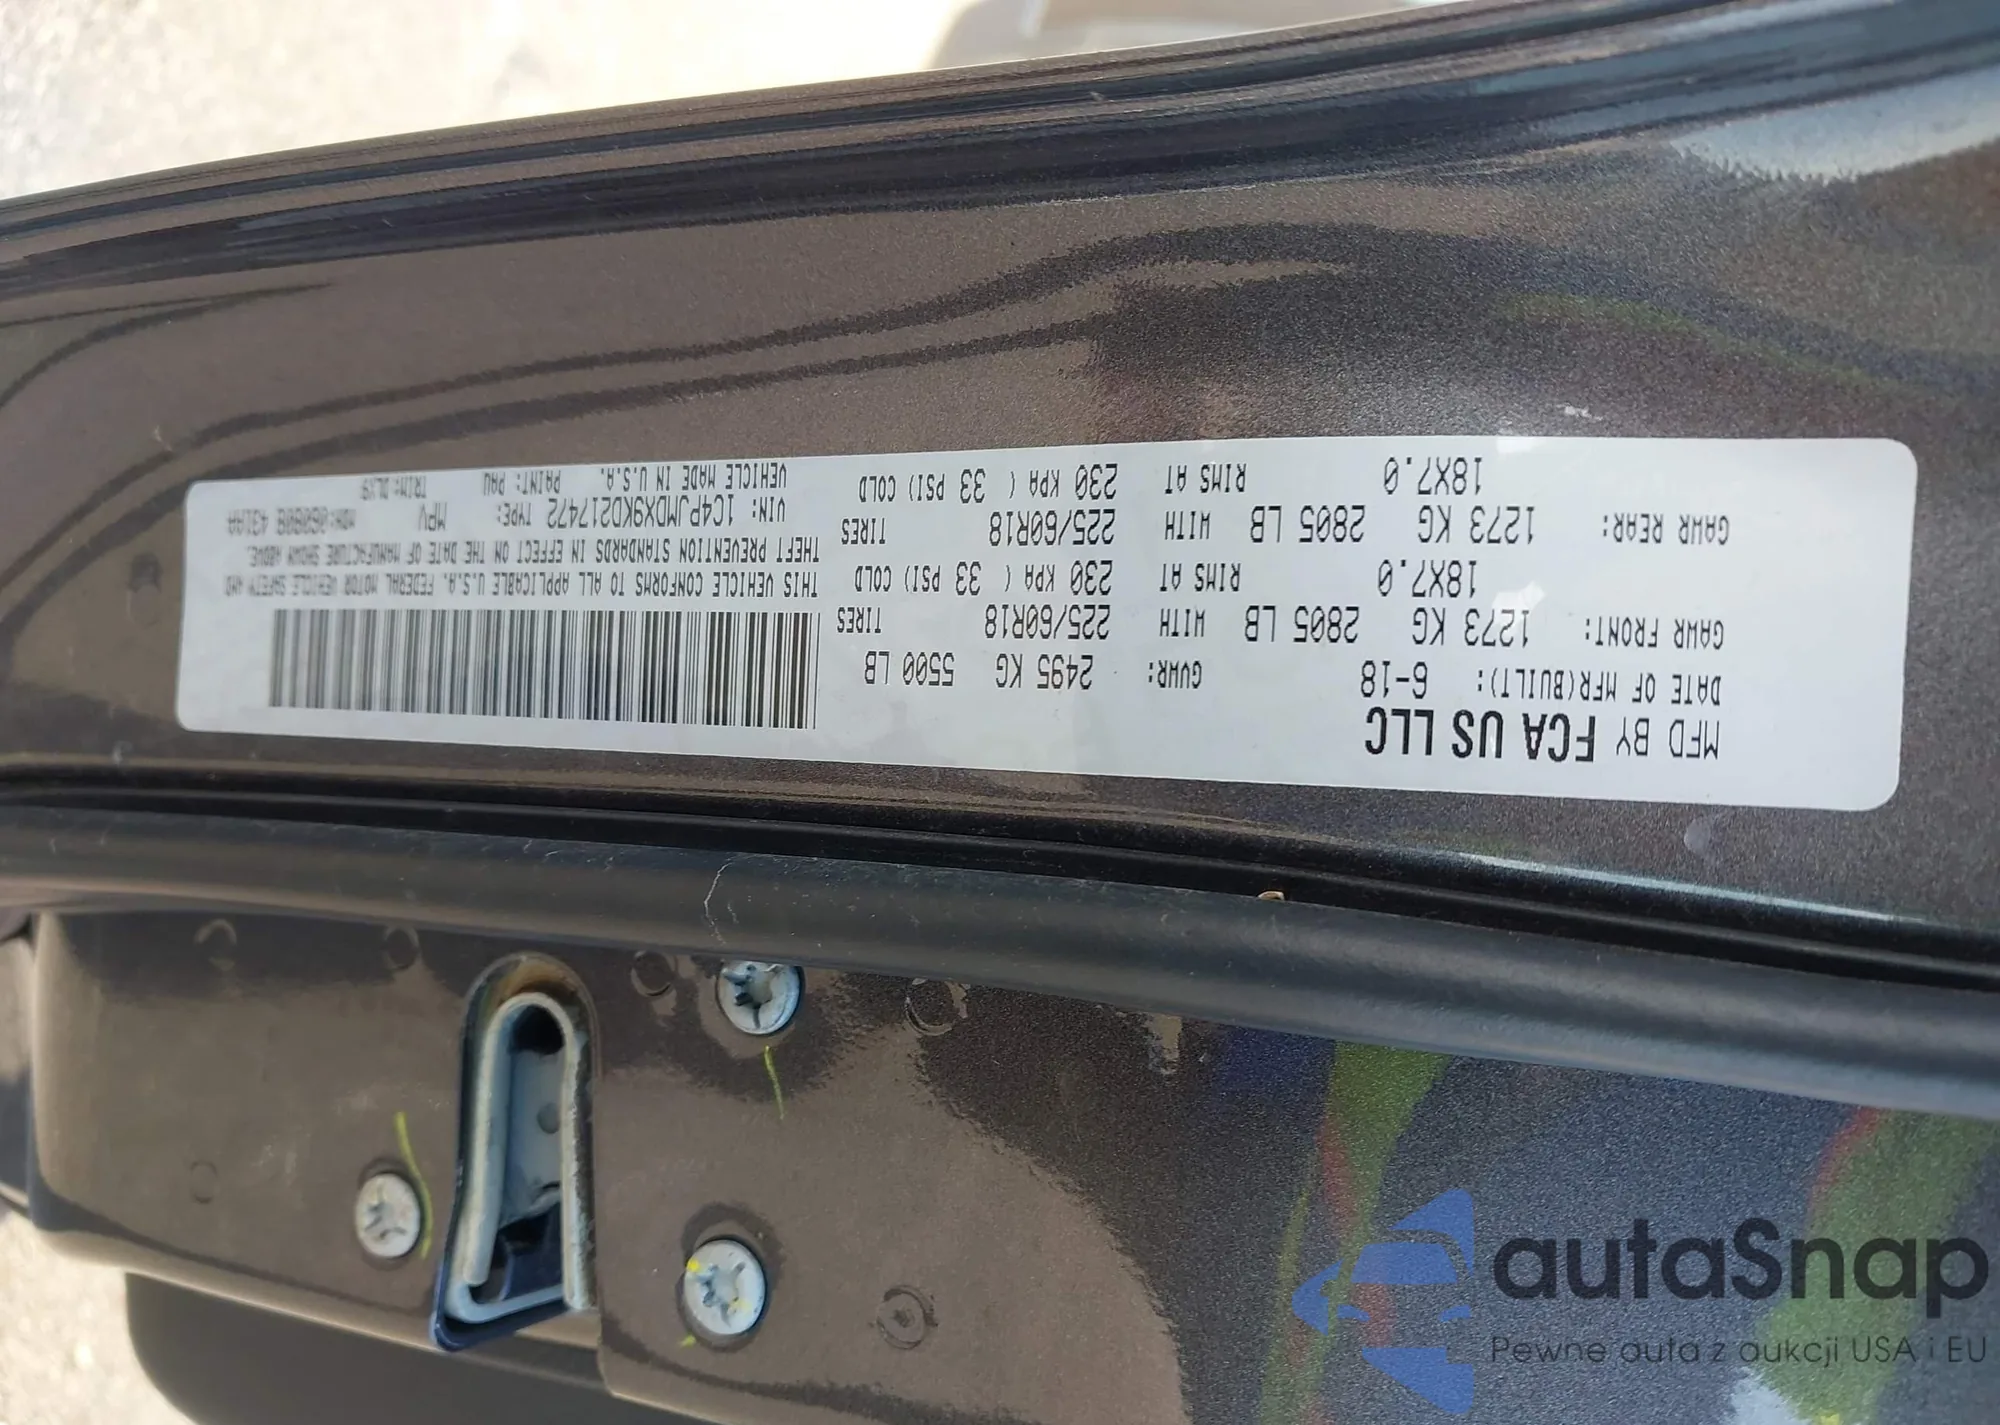 MFD BY FCA US LLC
DATE OF MFR(BUILT): 6-18 GVWR: 2495 KG 5500 LB
GAWR FRONT: 1273 KG 2805 LB WITH 225/60R18 TIRES
18X7.0 RIMS AT 230 KPA ( 33 PSI) COLD
GAWR REAR: 1273 KG 2805 LB WITH 225/60R18 TIRES
18X7.0 RIMS AT 230 KPA ( 33 PSI) COLD
THIS VEHICLE CONFORMS TO ALL APPLICABLE U.S.A. FEDERAL MOTOR VEHICLE SAFETY AND
THEFT PREVENTION STANDARDS IN EFFECT ON THE DATE OF MANUFACTURE SHOWN ABOVE.
VIN: 1C4PJMDX9KD217472 TYPE: MPV
VEHICLE MADE IN U.S.A. PAINT: PAU TRIM:
autaSnap
Pewne auta z aukcji USA i EU